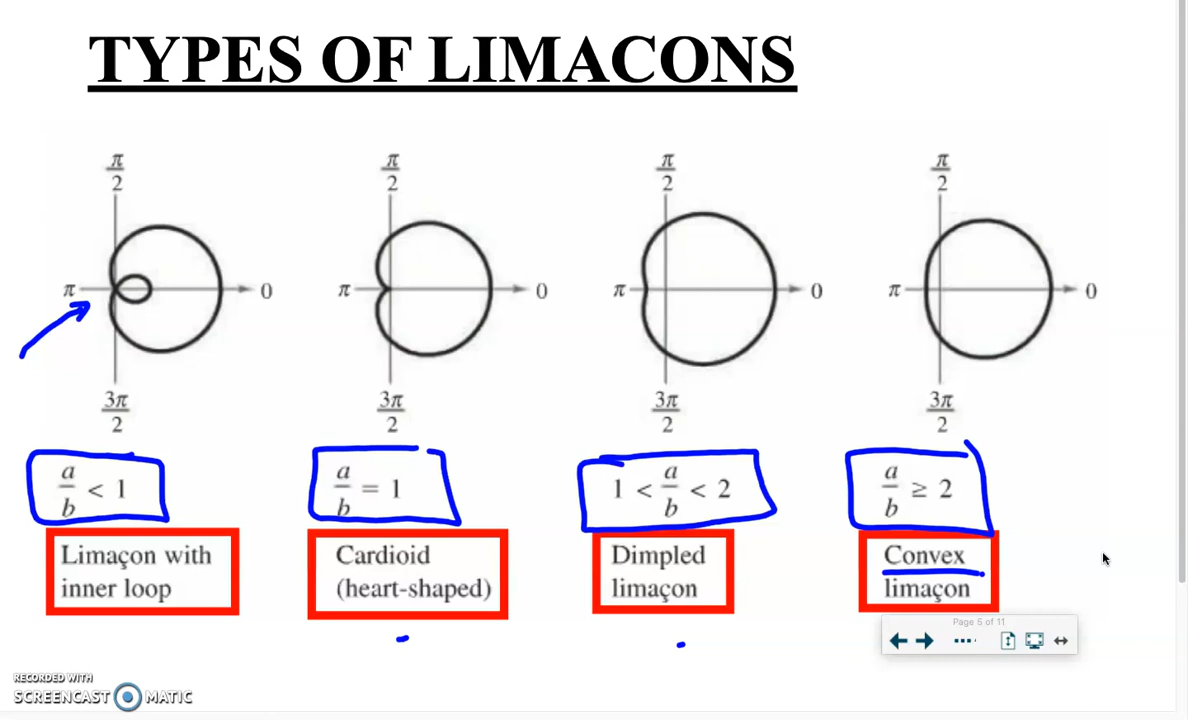 TYPES OF LIMACONS
π/2 π/2 π/2 π/2
π 0 π 0 π 0 π 0
3π/2 3π/2 3π/2 3π/2
a/b < 1 a/b = 1 1 < a/b < 2 a/b ≥ 2
Limaçon with Cardioid Dimpled Convex
inner loop (heart-shaped) limaçon limaçon
Page 5 of 11
RECORDED WITH
SCREENCAST MATIC